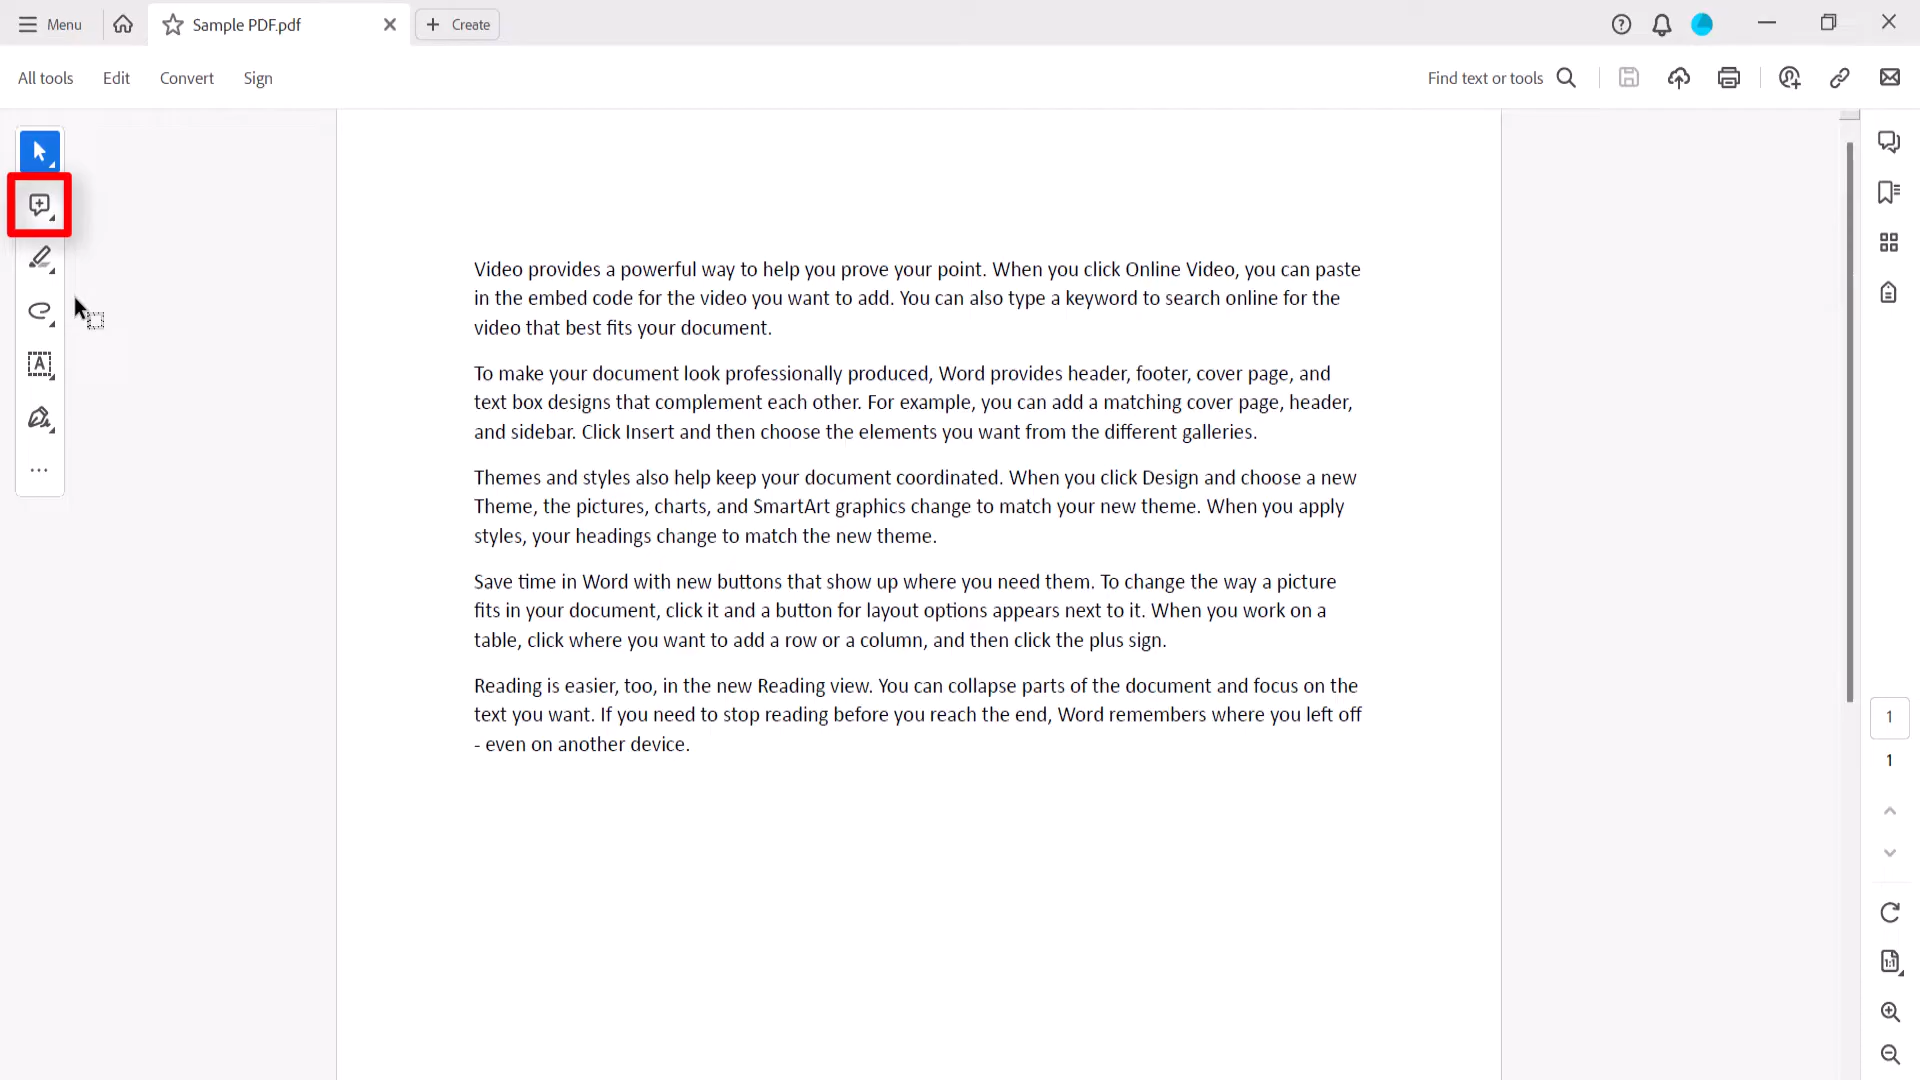 Menu
Sample PDF.pdf
Create
All tools
Edit
Convert
Sign
Find text or tools
Video provides a powerful way to help you prove your point. When you click Online Video, you can paste
in the embed code for the video you want to add. You can also type a keyword to search online for the
video that best fits your document.
To make your document look professionally produced, Word provides header, footer, cover page, and
text box designs that complement each other. For example, you can add a matching cover page, header,
and sidebar. Click Insert and then choose the elements you want from the different galleries.
Themes and styles also help keep your document coordinated. When you click Design and choose a new
Theme, the pictures, charts, and SmartArt graphics change to match your new theme. When you apply
styles, your headings change to match the new theme.
Save time in Word with new buttons that show up where you need them. To change the way a picture
fits in your document, click it and a button for layout options appears next to it. When you work on a
table, click where you want to add a row or a column, and then click the plus sign.
Reading is easier, too, in the new Reading view. You can collapse parts of the document and focus on the
text you want. If you need to stop reading before you reach the end, Word remembers where you left off
- even on another device.
1
1